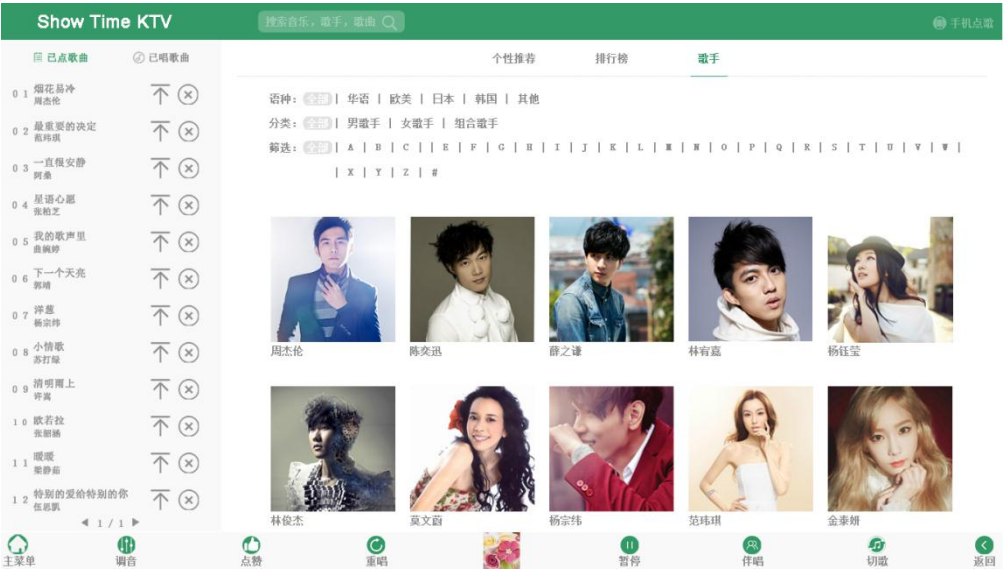 Show Time KTV
搜索音乐，歌手，歌曲
手机点歌
已点歌曲 已唱歌曲
个性推荐 排行榜 歌手
01 烟花易冷
周杰伦
02 最重要的决定
范玮琪
03 一直很安静
阿桑
04 星语心愿
张柏芝
05 我的歌声里
曲婉婷
06 下一个天亮
郭靖
07 洋葱
杨宗纬
08 小情歌
苏打绿
09 清明雨上
许嵩
10 欧若拉
张韶涵
11 暖暖
梁静茹
12 特别的爱给特别的你
伍思凯
1/1
语种： 全部 | 华语 | 欧美 | 日本 | 韩国 | 其他
分类： 全部 | 男歌手 | 女歌手 | 组合歌手
筛选： 全部 | A | B | C | | E | F | G | H | I | J | K | L | M | N | O | P | Q | R | S | T | U | V | W |
| X | Y | Z | #
周杰伦 陈奕迅 薛之谦 林宥嘉 杨钰莹
林俊杰 莫文蔚 杨宗纬 范玮琪 金泰妍
主菜单 调音 点赞 重唱 暂停 伴唱 切歌 返回